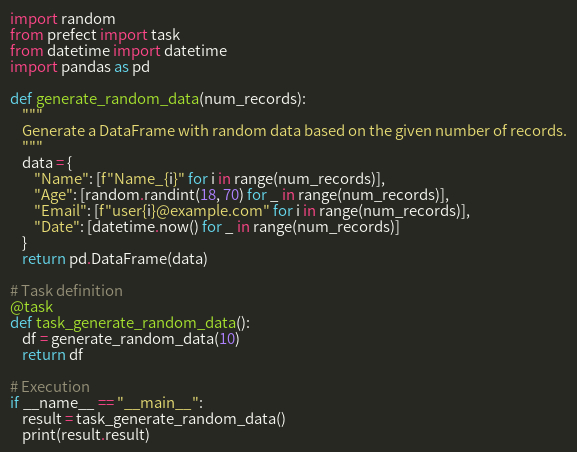 import random
from prefect import task
from datetime import datetime
import pandas as pd

def generate_random_data(num_records):
    """
    Generate a DataFrame with random data based on the given number of records.
    """
    data = {
        "Name": [f"Name_{i}" for i in range(num_records)],
        "Age": [random.randint(18, 70) for _ in range(num_records)],
        "Email": [f"user{i}@example.com" for i in range(num_records)],
        "Date": [datetime.now() for _ in range(num_records)]
    }
    return pd.DataFrame(data)

# Task definition
@task
def task_generate_random_data():
    df = generate_random_data(10)
    return df

# Execution
if __name__ == "__main__":
    result = task_generate_random_data()
    print(result.result)